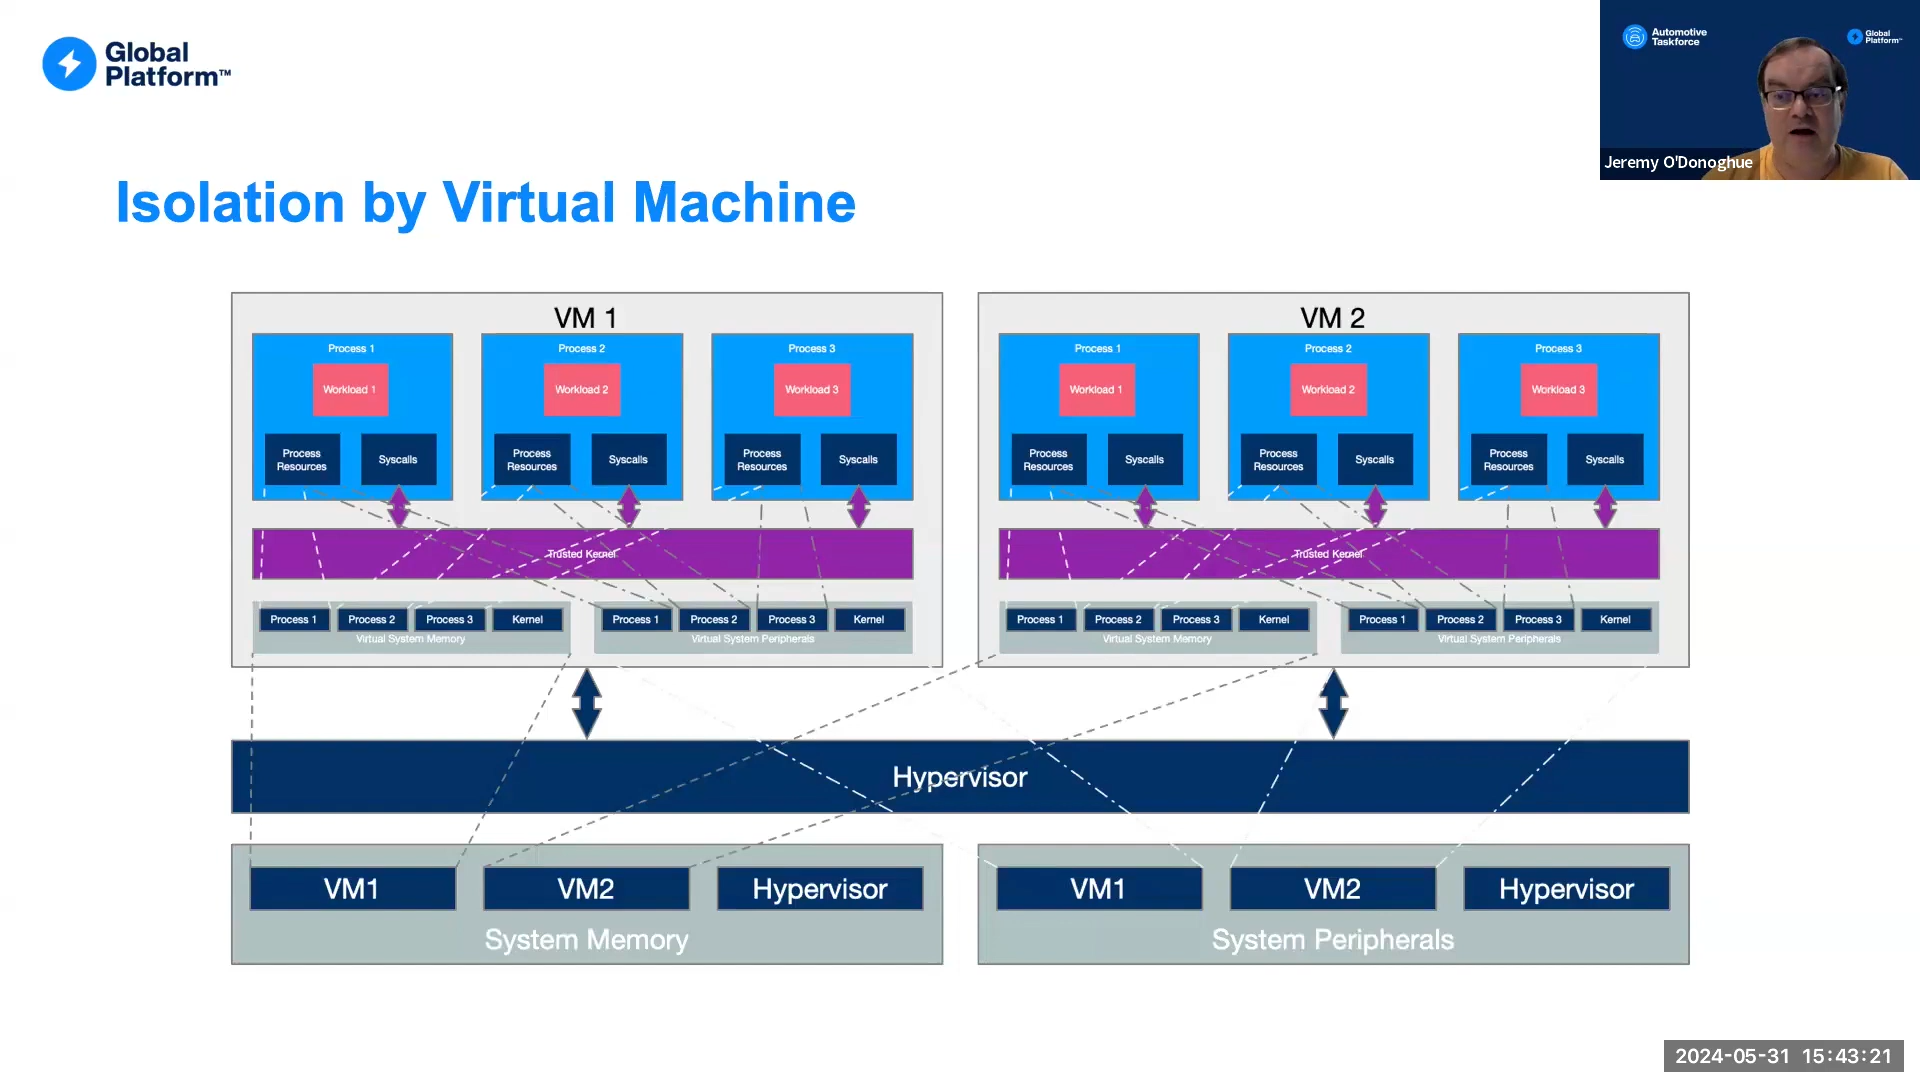 Global
Platform™
Automotive
Taskforce
Global
Platform™
Jeremy O'Donoghue
Isolation by Virtual Machine
VM 1
Process 1
Process 2
Process 3
Workload 1
Workload 2
Workload 3
Process
Resources
Syscalls
Process
Resources
Syscalls
Process
Resources
Syscalls
Trusted Kernel
Process 1
Process 2
Process 3
Kernel
Virtual System Memory
Process 1
Process 2
Process 3
Kernel
Virtual System Peripherals
VM 2
Process 1
Process 2
Process 3
Workload 1
Workload 2
Workload 3
Process
Resources
Syscalls
Process
Resources
Syscalls
Process
Resources
Syscalls
Trusted Kernel
Process 1
Process 2
Process 3
Kernel
Virtual System Memory
Process 1
Process 2
Process 3
Kernel
Virtual System Peripherals
Hypervisor
VM1
VM2
Hypervisor
System Memory
VM1
VM2
Hypervisor
System Peripherals
2024-05-31 15:43:21